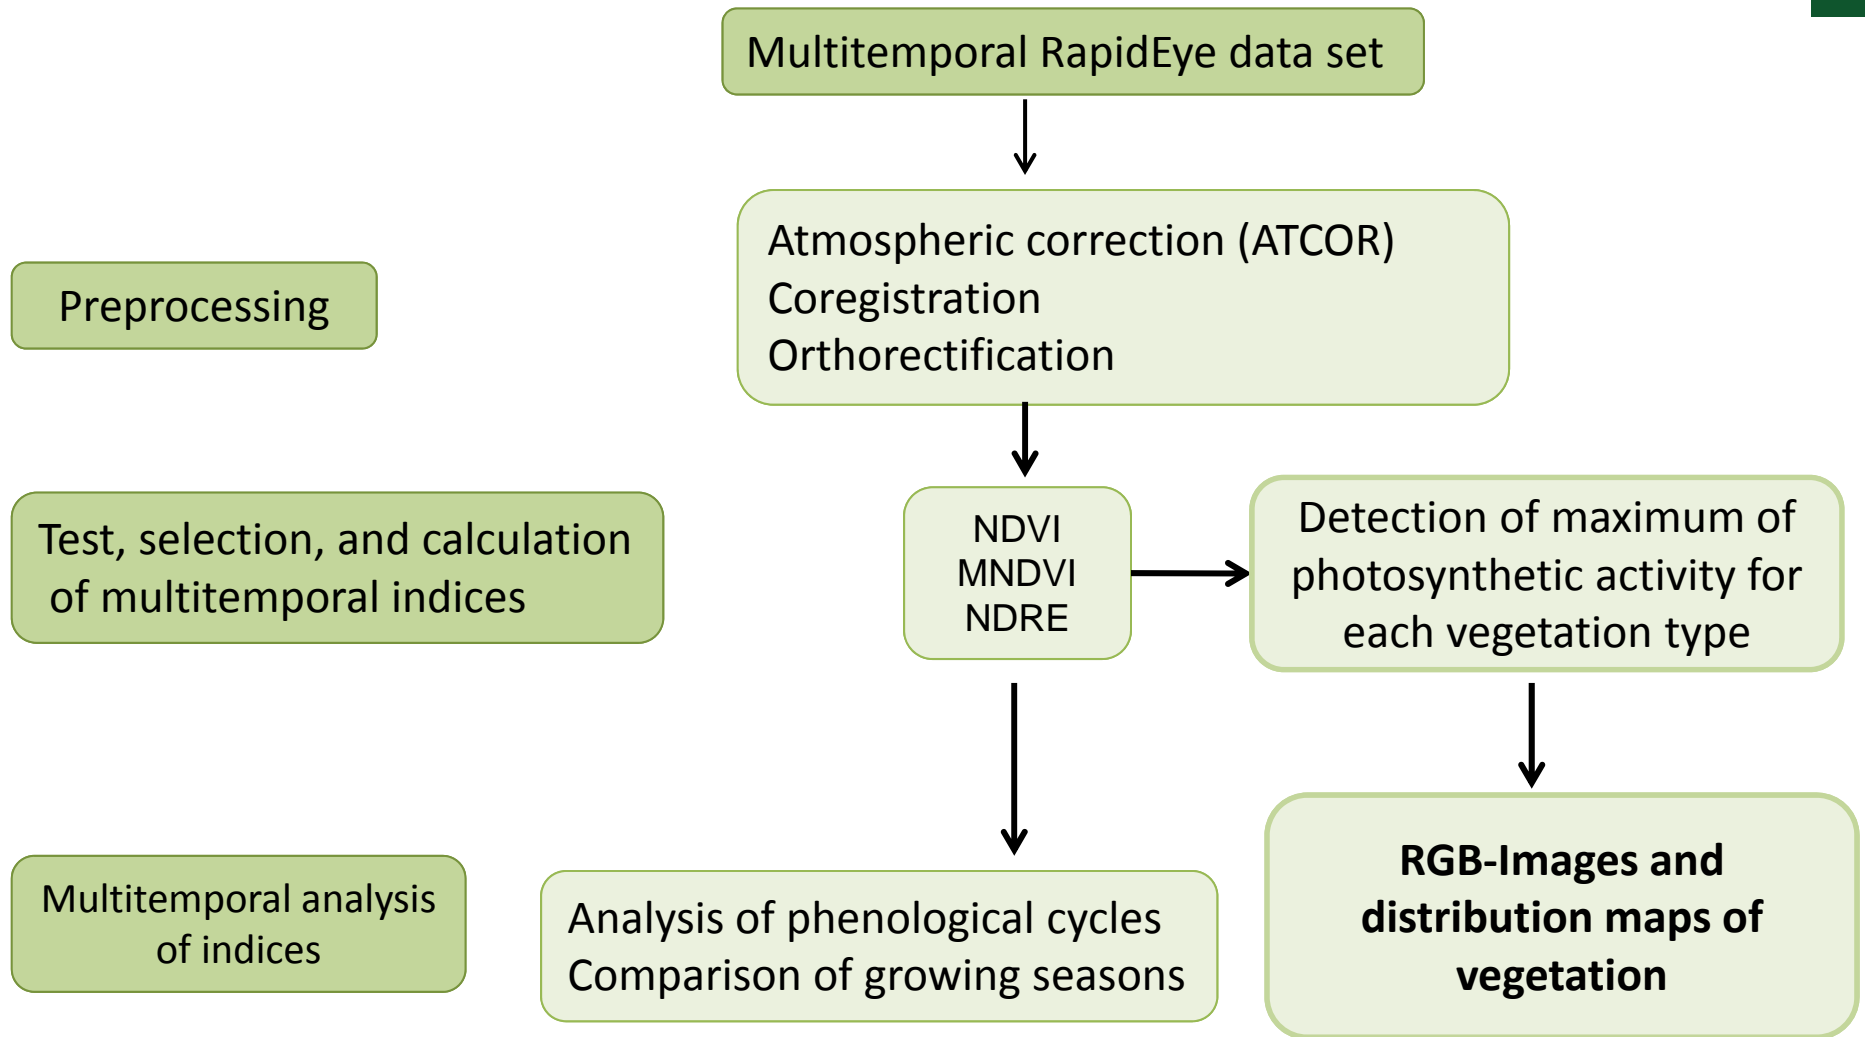 Multitemporal RapidEye data set
Preprocessing
Atmospheric correction (ATCOR)
Coregistration
Orthorectification
Test, selection, and calculation
of multitemporal indices
NDVI
MNDVI
NDRE
Detection of maximum of
photosynthetic activity for
each vegetation type
Multitemporal analysis
of indices
Analysis of phenological cycles
Comparison of growing seasons
RGB-Images and
distribution maps of
vegetation